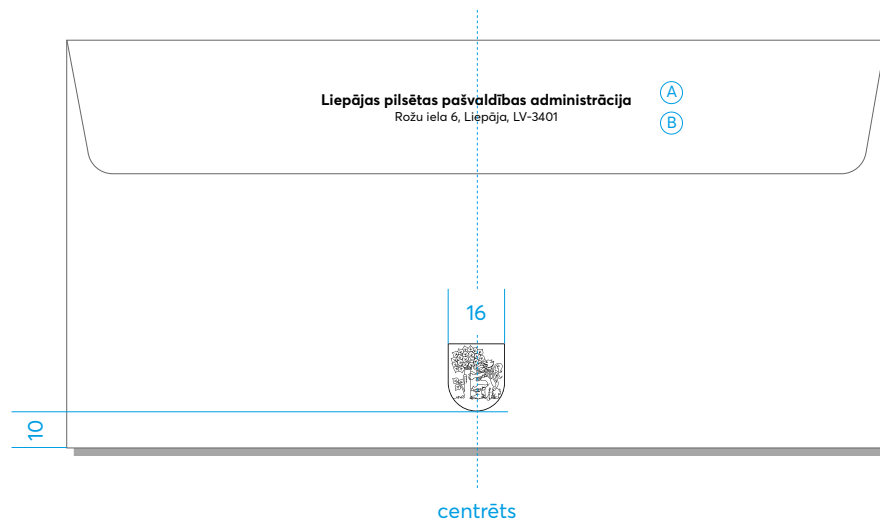 Liepājas pilsētas pašvaldības administrācija
A
Rožu iela 6, Liepāja, LV-3401
B
16
10
centrēts